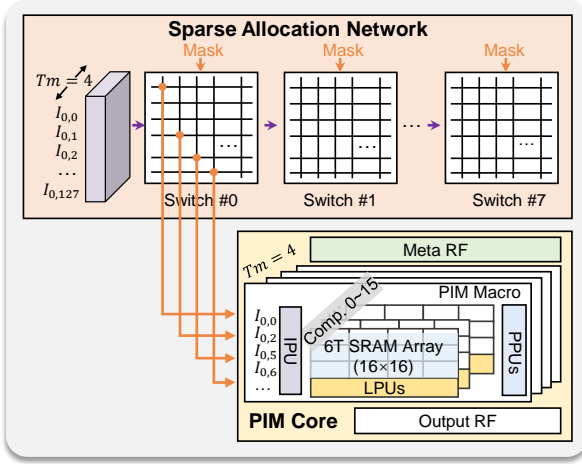 Sparse Allocation Network
Mask
Mask
Mask
Tm = 4
I0,0
I0,1
I0,2
...
I0,127
...
...
...
...
Switch #0
Switch #1
Switch #7
Tm = 4
Meta RF
PIM Macro
Comp. 0~15
I0,0
I0,2
I0,5
I0,6
...
IPU
6T SRAM Array
(16×16)
LPUs
PPUs
PIM Core
Output RF